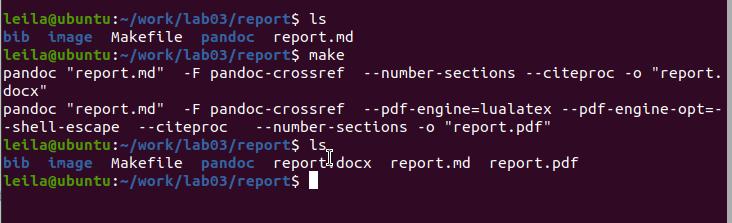 leila@ubuntu:~/work/lab03/report$ ls
bib  image  Makefile  pandoc  report.md
leila@ubuntu:~/work/lab03/report$ make
pandoc "report.md"  -F pandoc-crossref  --number-sections --citeproc -o "report.
docx"
pandoc "report.md"  -F pandoc-crossref  --pdf-engine=lualatex --pdf-engine-opt=-
-shell-escape  --citeproc   --number-sections -o "report.pdf"
leila@ubuntu:~/work/lab03/report$ ls
bib  image  Makefile  pandoc  report.docx  report.md  report.pdf
leila@ubuntu:~/work/lab03/report$